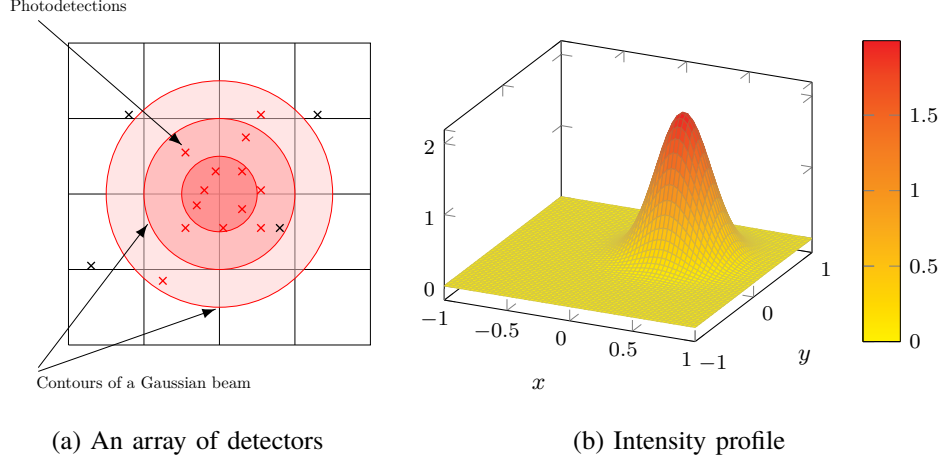 Photodetections
Contours of a Gaussian beam
(a) An array of detectors
2
1
0
−1
−0.5
0
0.5
1
x
−1
0
1
y
1.5
1
0.5
0
(b) Intensity profile